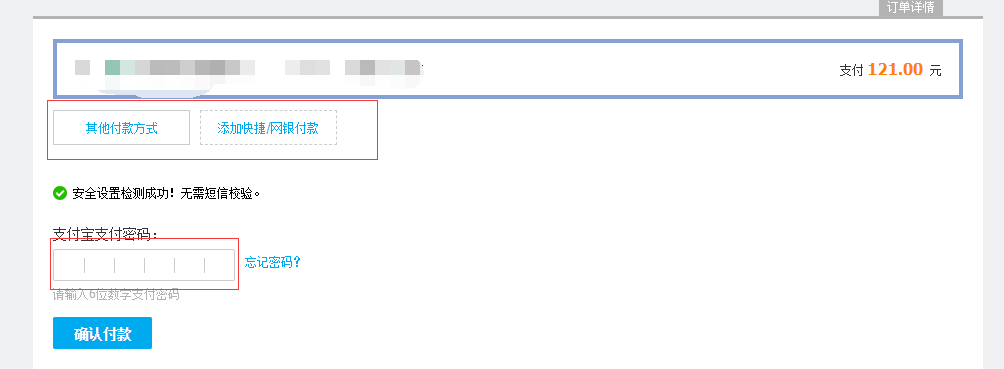 订单详情
支付 121.00 元
其他付款方式 添加快捷/网银付款
安全设置检测成功！无需短信校验。
支付宝支付密码：
忘记密码？
请输入6位数字支付密码
确认付款